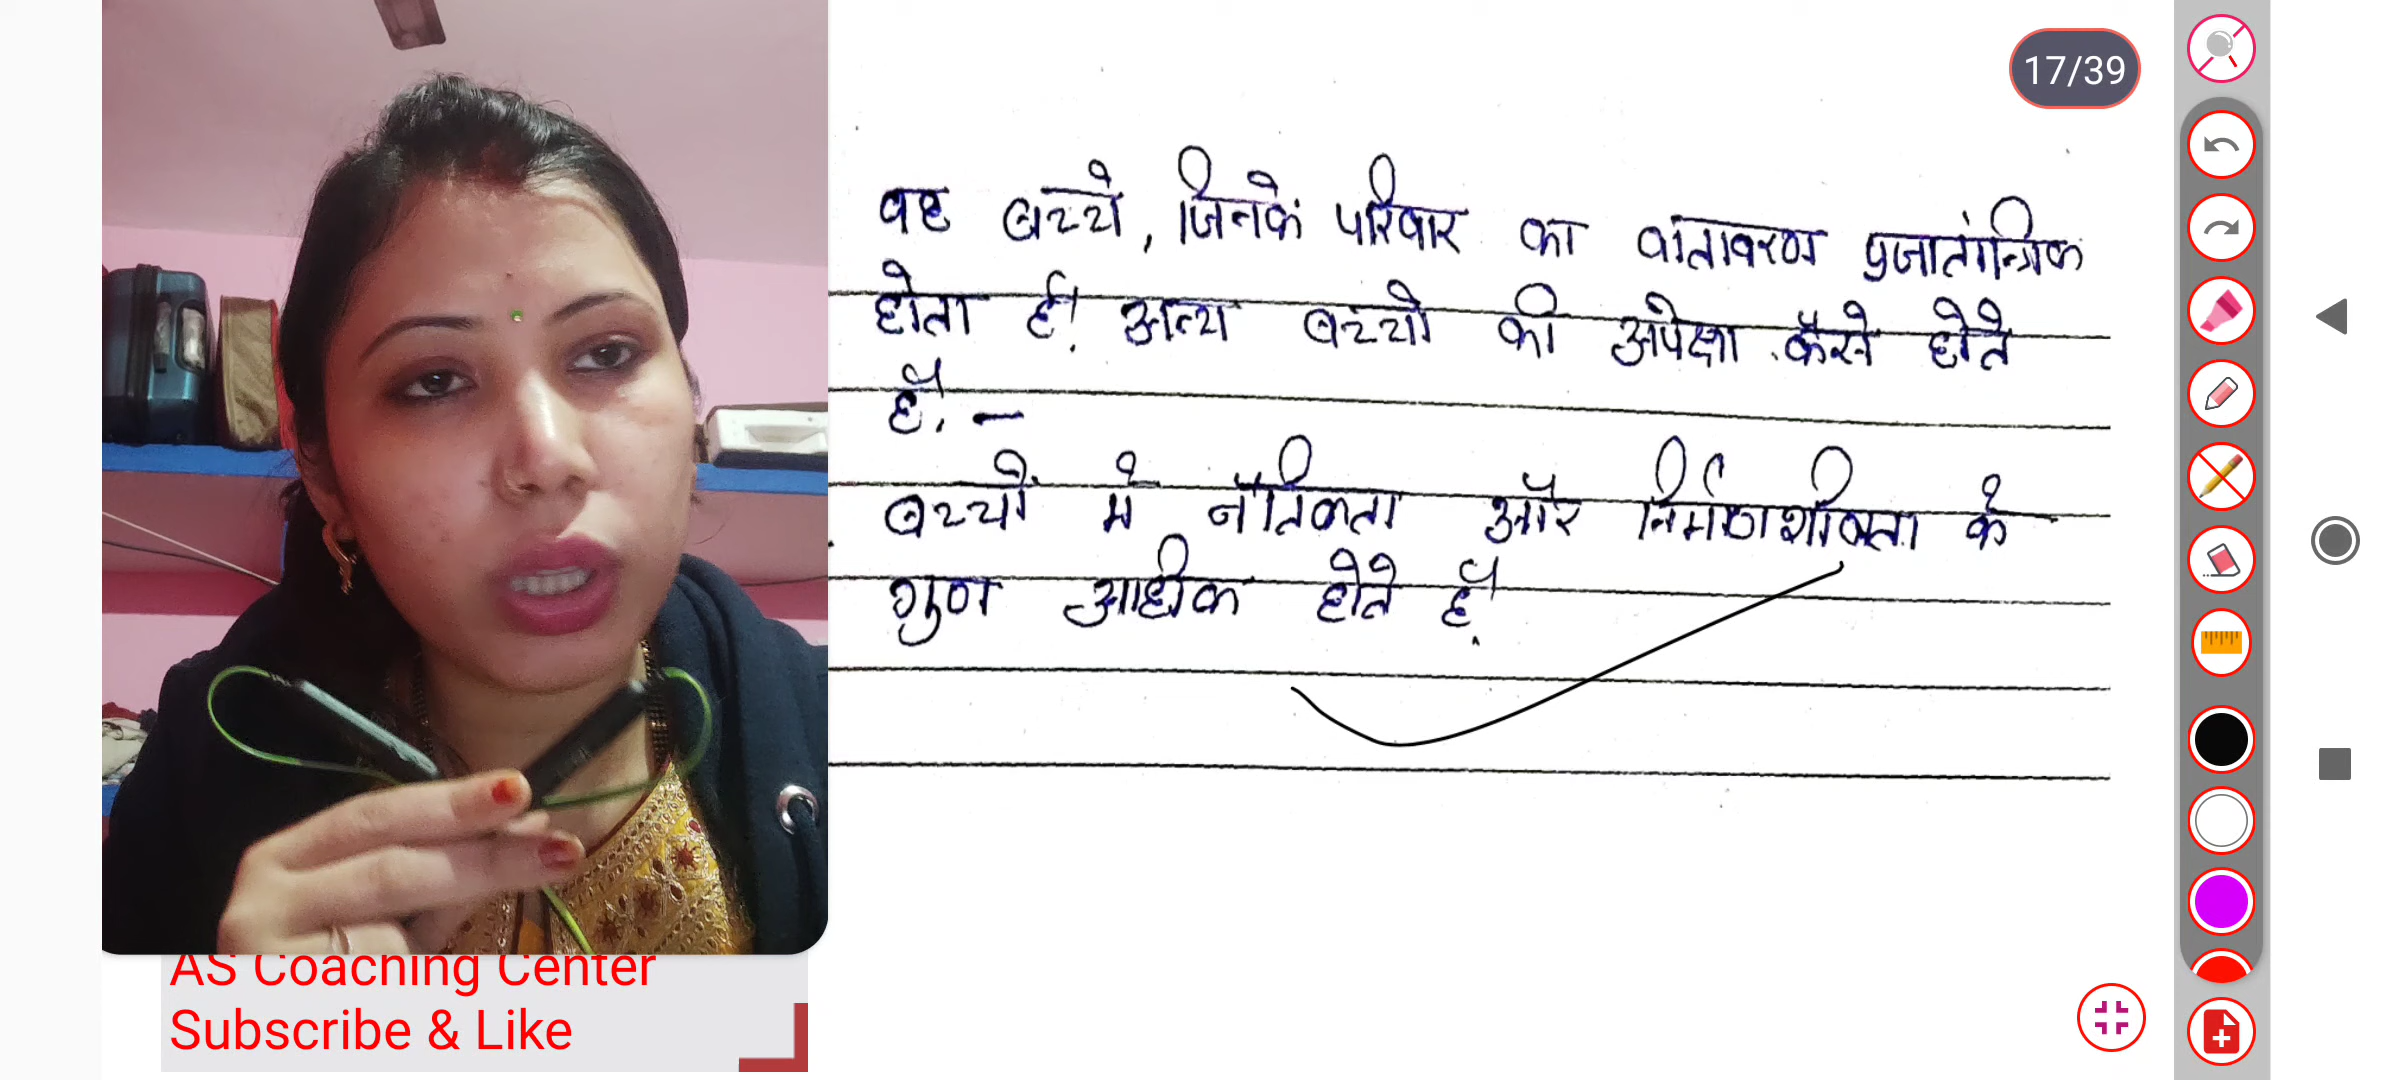 17/39
वह बच्चे, जिनके परिवार का वातावरण प्रजातांन्त्रिक
होता है! अन्य बच्चो की अपेक्षा कैसे होते
है. –
बच्चों मे नैतिकता और निर्माणशीलता के
गुण आधीक होते है.
AS Coaching Center
Subscribe & Like